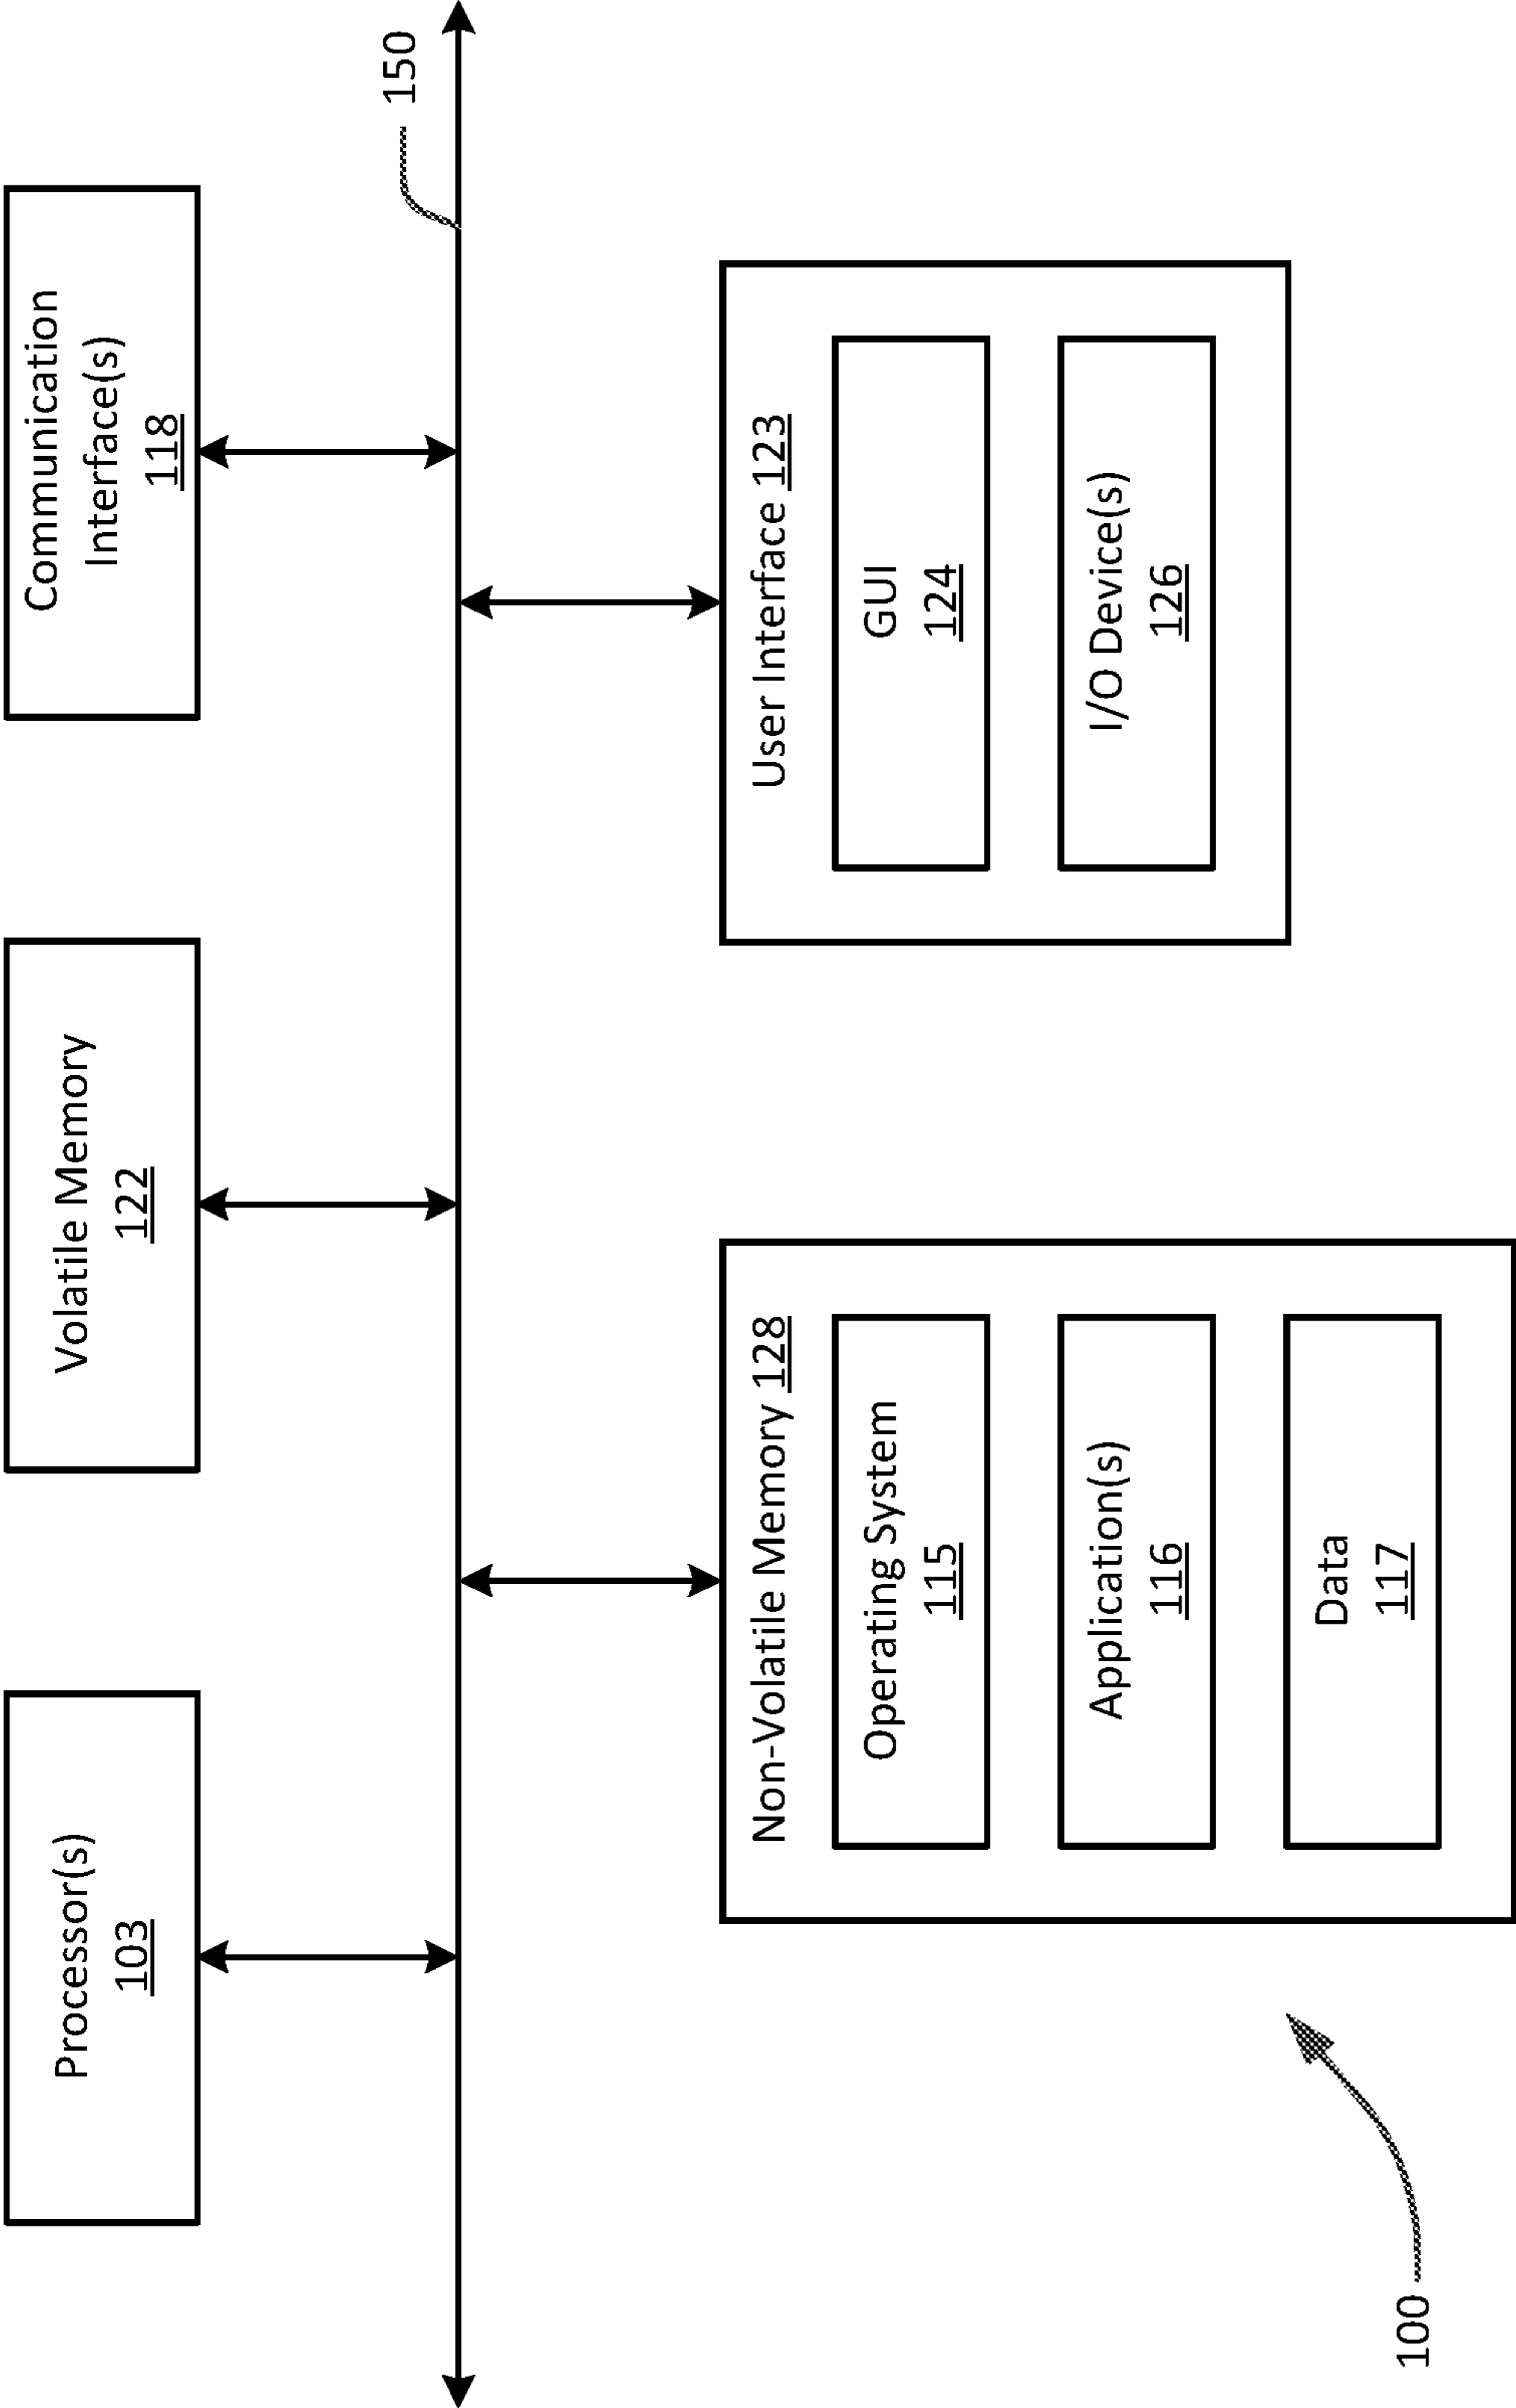 Processor(s)
103
Volatile Memory
122
Communication
Interface(s)
118
150
Non-Volatile Memory 128
Operating System
115
Application(s)
116
Data
117
User Interface 123
GUI
124
I/O Device(s)
126
100